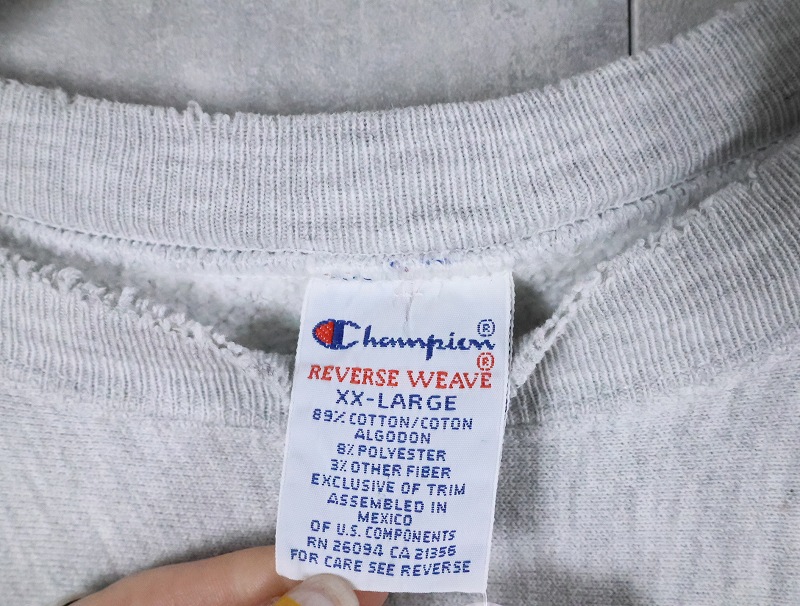 Champion®
REVERSE WEAVE®
XX-LARGE
89% COTTON/COTON
ALGODON
8% POLYESTER
3% OTHER FIBER
EXCLUSIVE OF TRIM
ASSEMBLED IN
MEXICO
OF U.S. COMPONENTS
RN 26094 CA 21356
FOR CARE SEE REVERSE